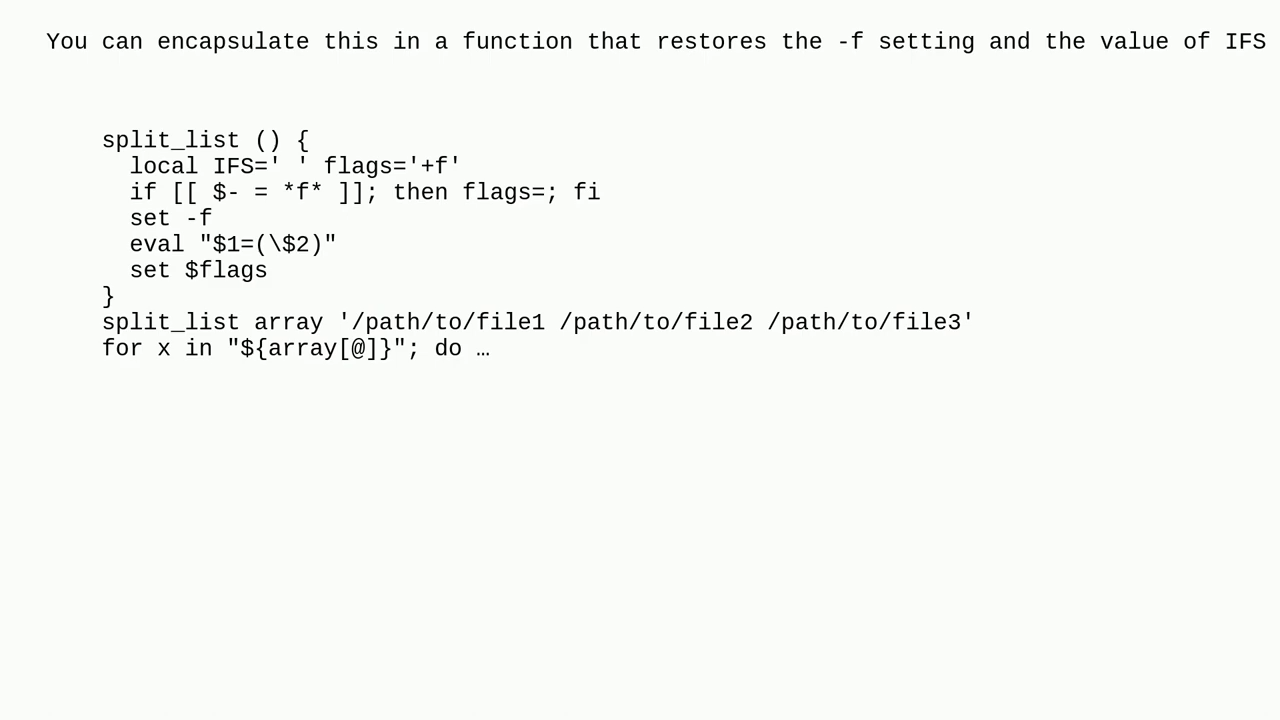 You can encapsulate this in a function that restores the -f setting and the value of IFS
split_list () {
  local IFS=' ' flags='+f'
  if [[ $- = *f* ]]; then flags=; fi
  set -f
  eval "$1=(\$2)"
  set $flags
}
split_list array '/path/to/file1 /path/to/file2 /path/to/file3'
for x in "${array[@]}"; do …